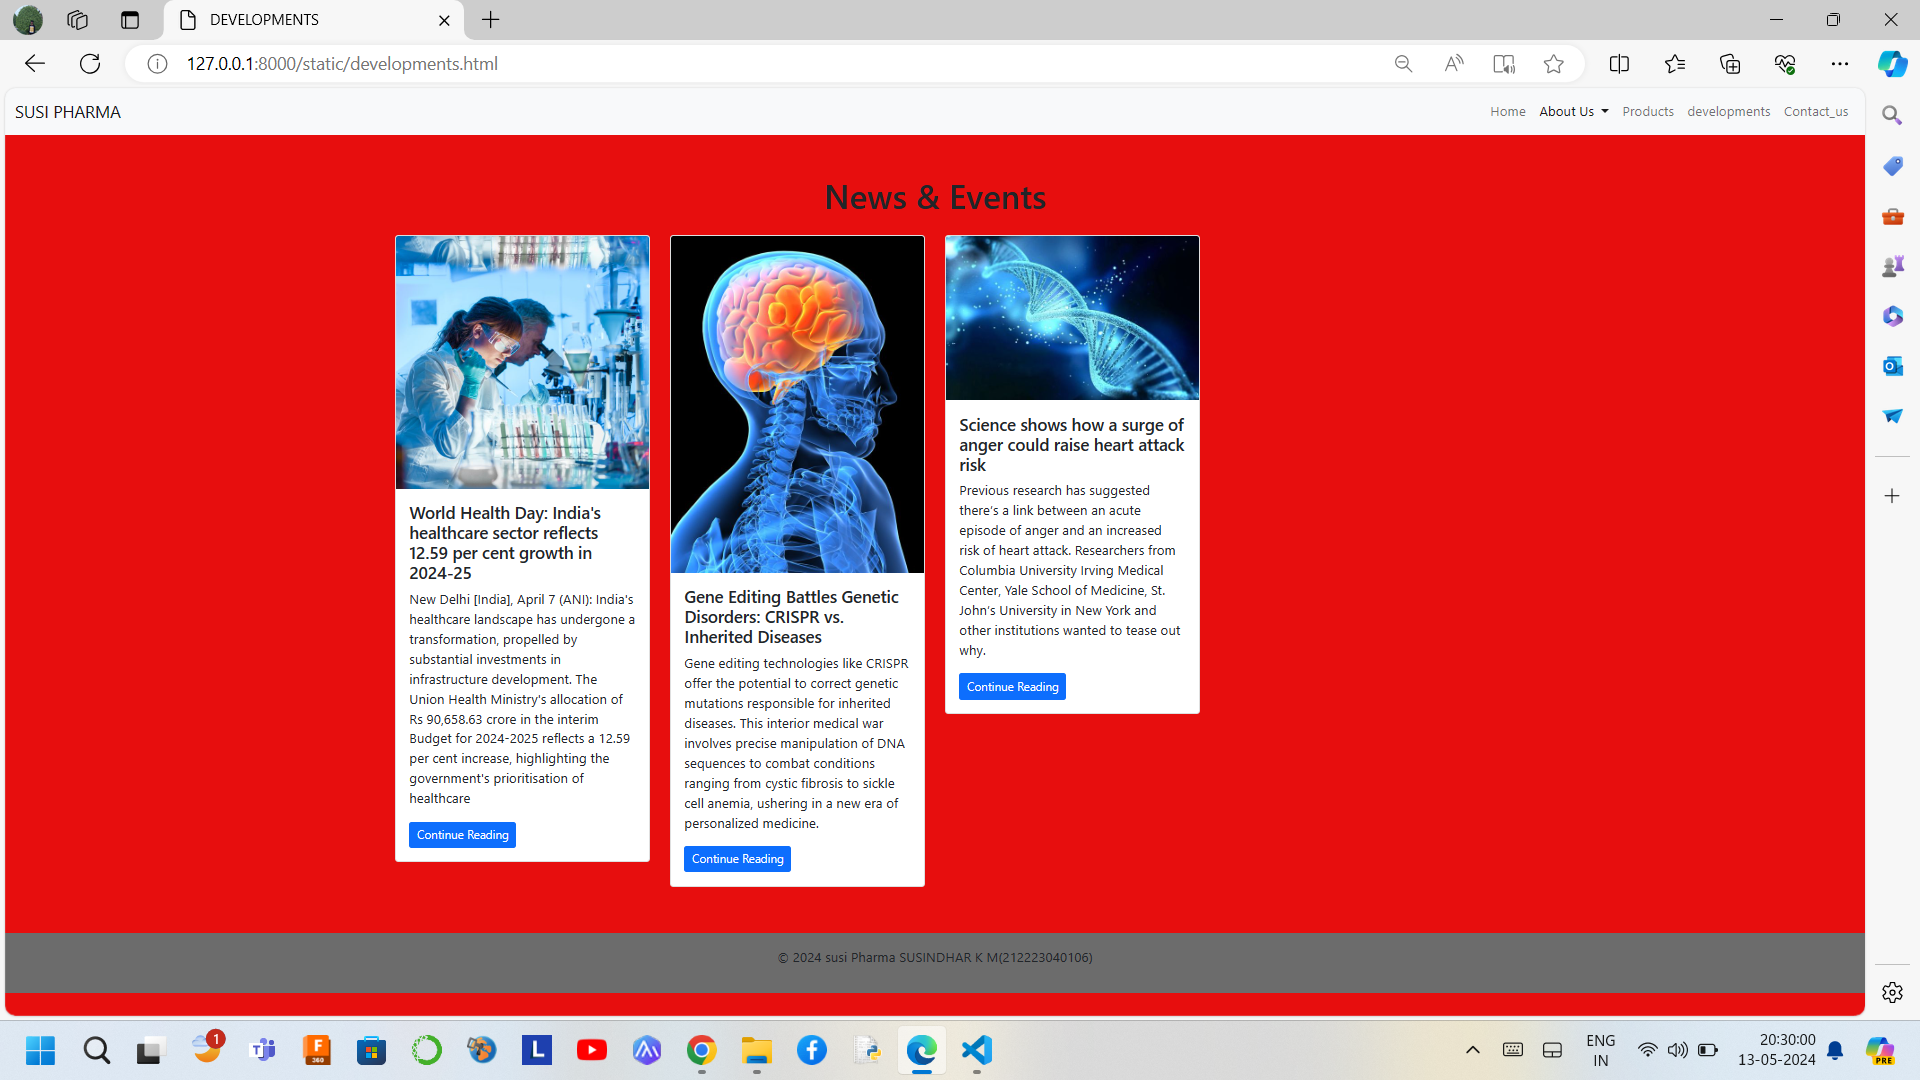 DEVELOPMENTS
127.0.0.1:8000/static/developments.html
SUSI PHARMA
Home
About Us
Products
developments
Contact_us
News & Events
World Health Day: India's
healthcare sector reflects
12.59 per cent growth in
2024-25
New Delhi [India], April 7 (ANI): India's
healthcare landscape has undergone a
transformation, propelled by
substantial investments in
infrastructure development. The
Union Health Ministry's allocation of
Rs 90,658.63 crore in the interim
Budget for 2024-2025 reflects a 12.59
per cent increase, highlighting the
government's prioritisation of
healthcare
Continue Reading
Gene Editing Battles Genetic
Disorders: CRISPR vs.
Inherited Diseases
Gene editing technologies like CRISPR
offer the potential to correct genetic
mutations responsible for inherited
diseases. This interior medical war
involves precise manipulation of DNA
sequences to combat conditions
ranging from cystic fibrosis to sickle
cell anemia, ushering in a new era of
personalized medicine.
Continue Reading
Science shows how a surge of
anger could raise heart attack
risk
Previous research has suggested
there's a link between an acute
episode of anger and an increased
risk of heart attack. Researchers from
Columbia University Irving Medical
Center, Yale School of Medicine, St.
John's University in New York and
other institutions wanted to tease out
why.
Continue Reading
© 2024 susi Pharma SUSINDHAR K M(212223040106)
1
F
360
L
ENG
IN
20:30:00
13-05-2024
PRE